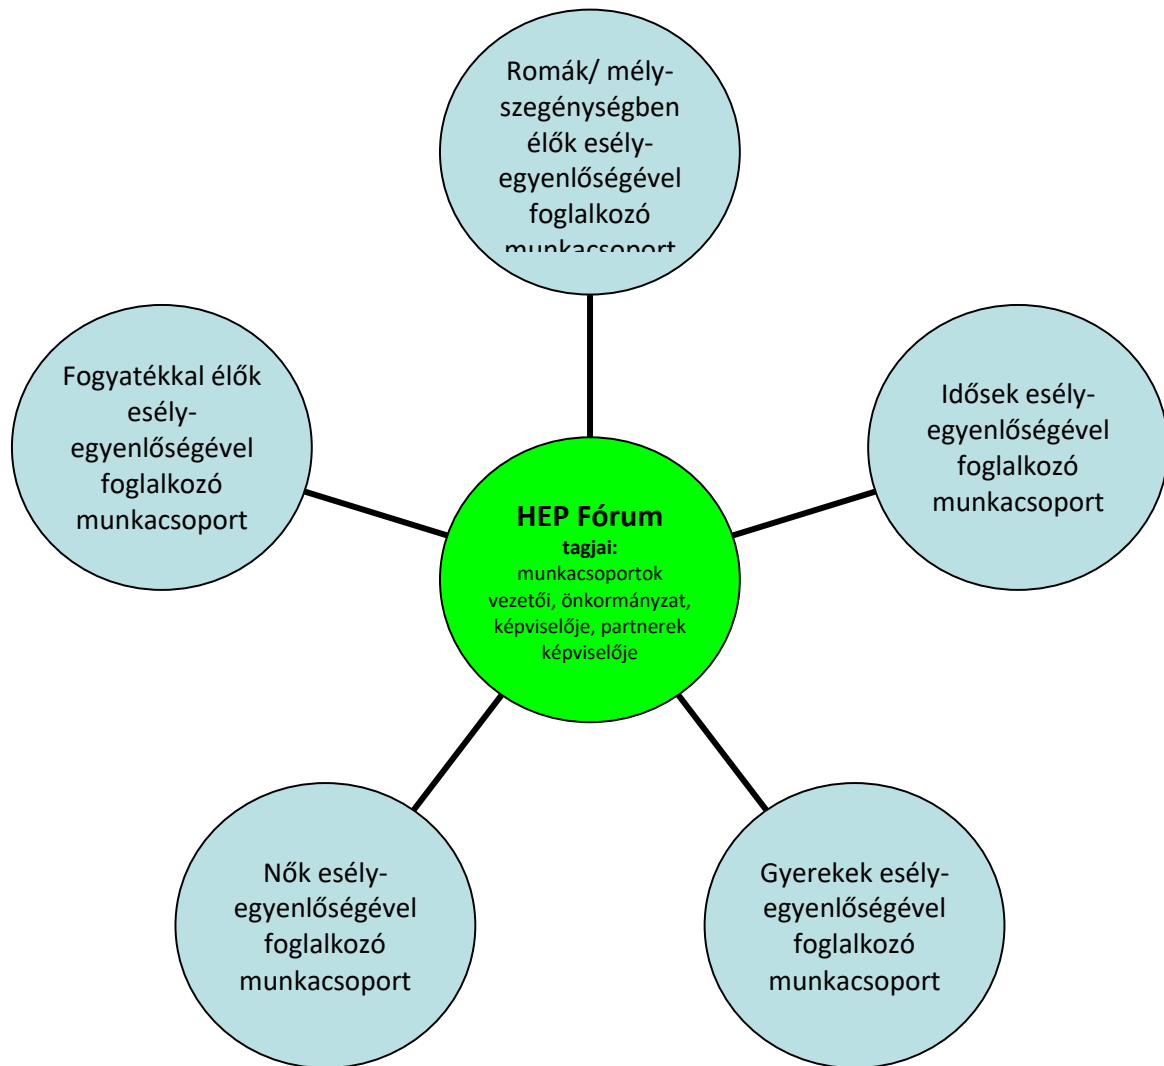 Romák/ mély-
szegénységben
élők esély-
egyenlőségével
foglalkozó
munkacsoport
Fogyatékkal élők
esély-
egyenlőségével
foglalkozó
munkacsoport
Idősek esély-
egyenlőségével
foglalkozó
munkacsoport
HEP Fórum
tagjai:
munkacsoportok
vezetői, önkormányzat,
képviselője, partnerek
képviselője
Nők esély-
egyenlőségével
foglalkozó
munkacsoport
Gyerekek esély-
egyenlőségével
foglalkozó
munkacsoport